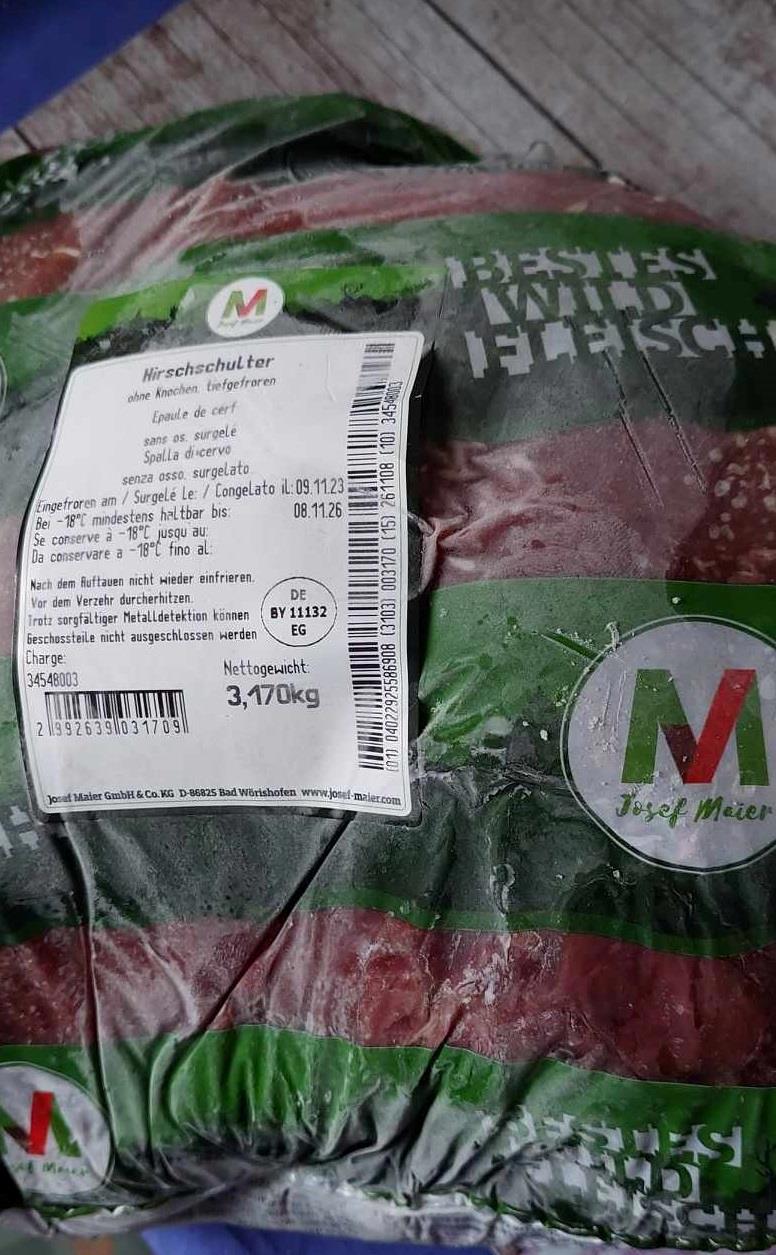 BESTES
WILD
FLEISCH
M
Josef Maier
Hirschschulter
ohne Knochen, tiefgefroren
Epaule de cerf
sans os, surgelé
Spalla di cervo
senza osso, surgelato
Eingefroren am / Surgelé Le: / Congelato iL: 09.11.23
Bei -18°C mindestens haltbar bis: 08.11.26
Se conserve à -18°C jusqu au:
Da conservare a -18°C fino al:
Nach dem Auftauen nicht wieder einfrieren.
Vor dem Verzehr durcherhitzen.
Trotz sorgfältiger Metalldetektion können
Geschossteile nicht ausgeschlossen werden
DE
BY 11132
EG
Charge:
34548003
Nettogewicht:
3,170kg
2 992639 031709
Josef Maier GmbH & Co. KG D-86825 Bad Wörishofen www.josef-maier.com
(01) 04022925586908 (3103) 003170 (15) 261108 (10) 34548003
M
Josef Maier
M
Maier
BESTES
WILD
FLEISCH